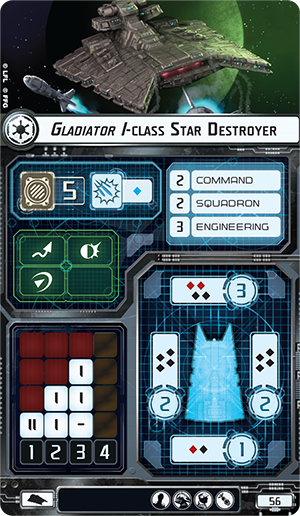 © LFL © FFG
GLADIATOR I-CLASS STAR DESTROYER
5
2 COMMAND
2 SQUADRON
3 ENGINEERING
3
2
2
1
I
I I
II I -
1 2 3 4
56